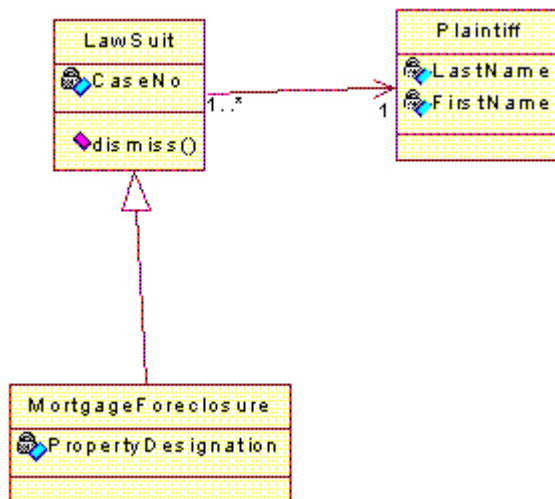 LawSuit
CaseNo
dismiss()
1..*
1
Plaintiff
LastName
FirstName
MortgageForeclosure
PropertyDesignation